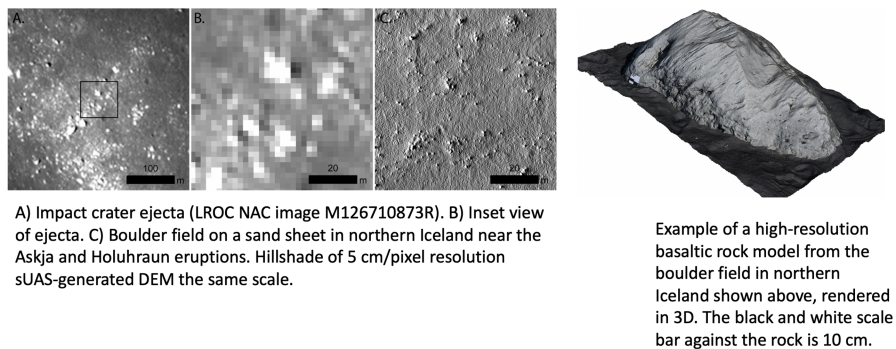 A.
B.
C.
100
m
20
m
20
m
A) Impact crater ejecta (LROC NAC image M126710873R). B) Inset view
of ejecta. C) Boulder field on a sand sheet in northern Iceland near the
Askja and Holuhraun eruptions. Hillshade of 5 cm/pixel resolution
sUAS-generated DEM the same scale.
Example of a high-resolution
basaltic rock model from the
boulder field in northern
Iceland shown above, rendered
in 3D. The black and white scale
bar against the rock is 10 cm.